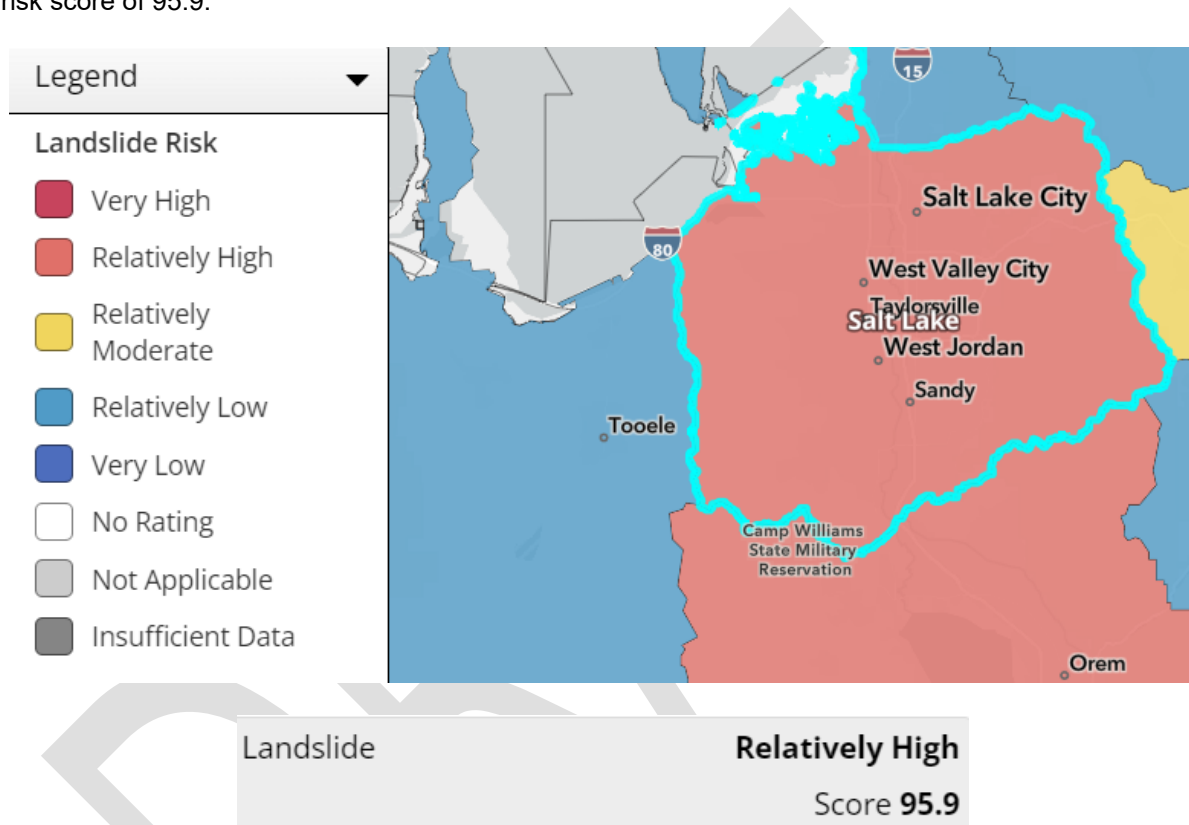 risk score of 95.9.
Legend
Landslide Risk
Very High
Relatively High
Relatively
Moderate
Relatively Low
Very Low
No Rating
Not Applicable
Insufficient Data
15
80
Salt Lake City
West Valley City
Taylorsville
Salt Lake
West Jordan
Sandy
Tooele
Camp Williams
State Military
Reservation
Orem
Landslide Relatively High
Score 95.9